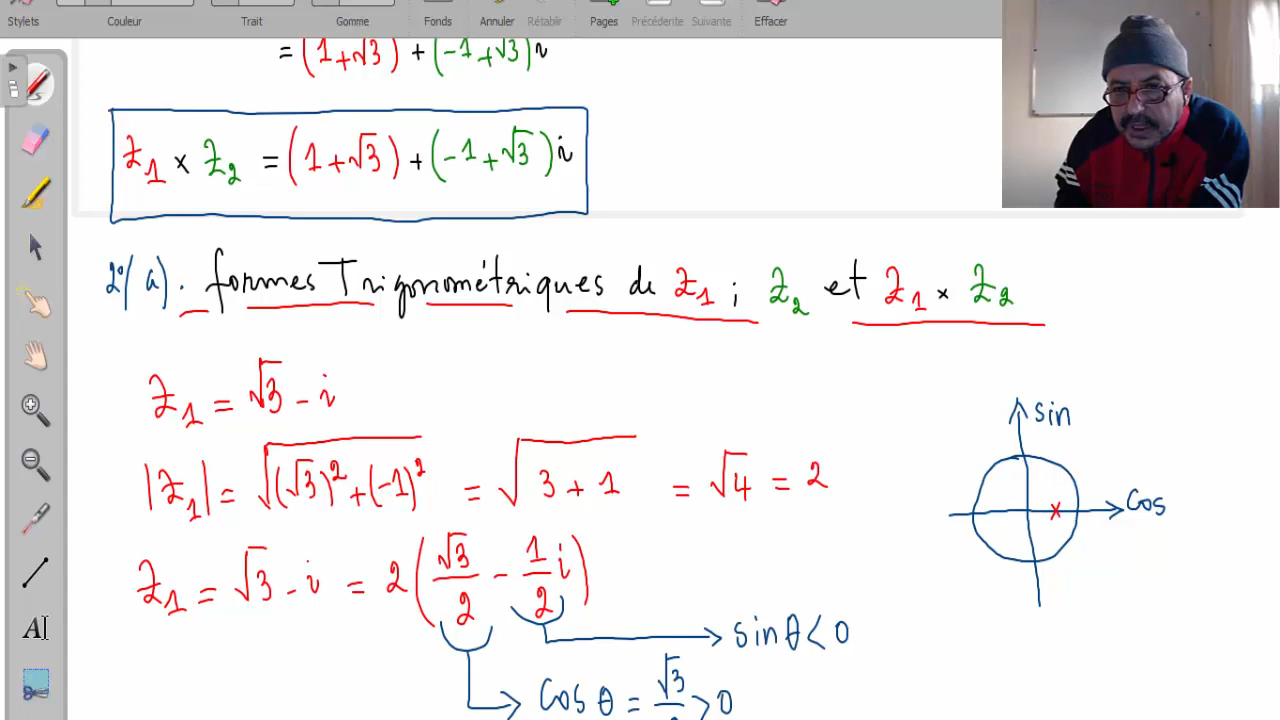 Stylets Couleur Trait Gomme Fonds Annuler Rétablir Pages Précédente Suivante Effacer
= (1+√3) + (-1+√3)i
z₁ × z₂ = (1+√3) + (-1+√3)i
2°/ a). formes Trigonométriques de z₁ ; z₂ et z₁ × z₂
z₁ = √3 - i
sin
|z₁| = √((√3)² + (-1)²) = √(3 + 1) = √4 = 2
cos
z₁ = √3 - i = 2(√3/2 - 1/2 i)
sin θ < 0
cos θ = √3/2 > 0
A